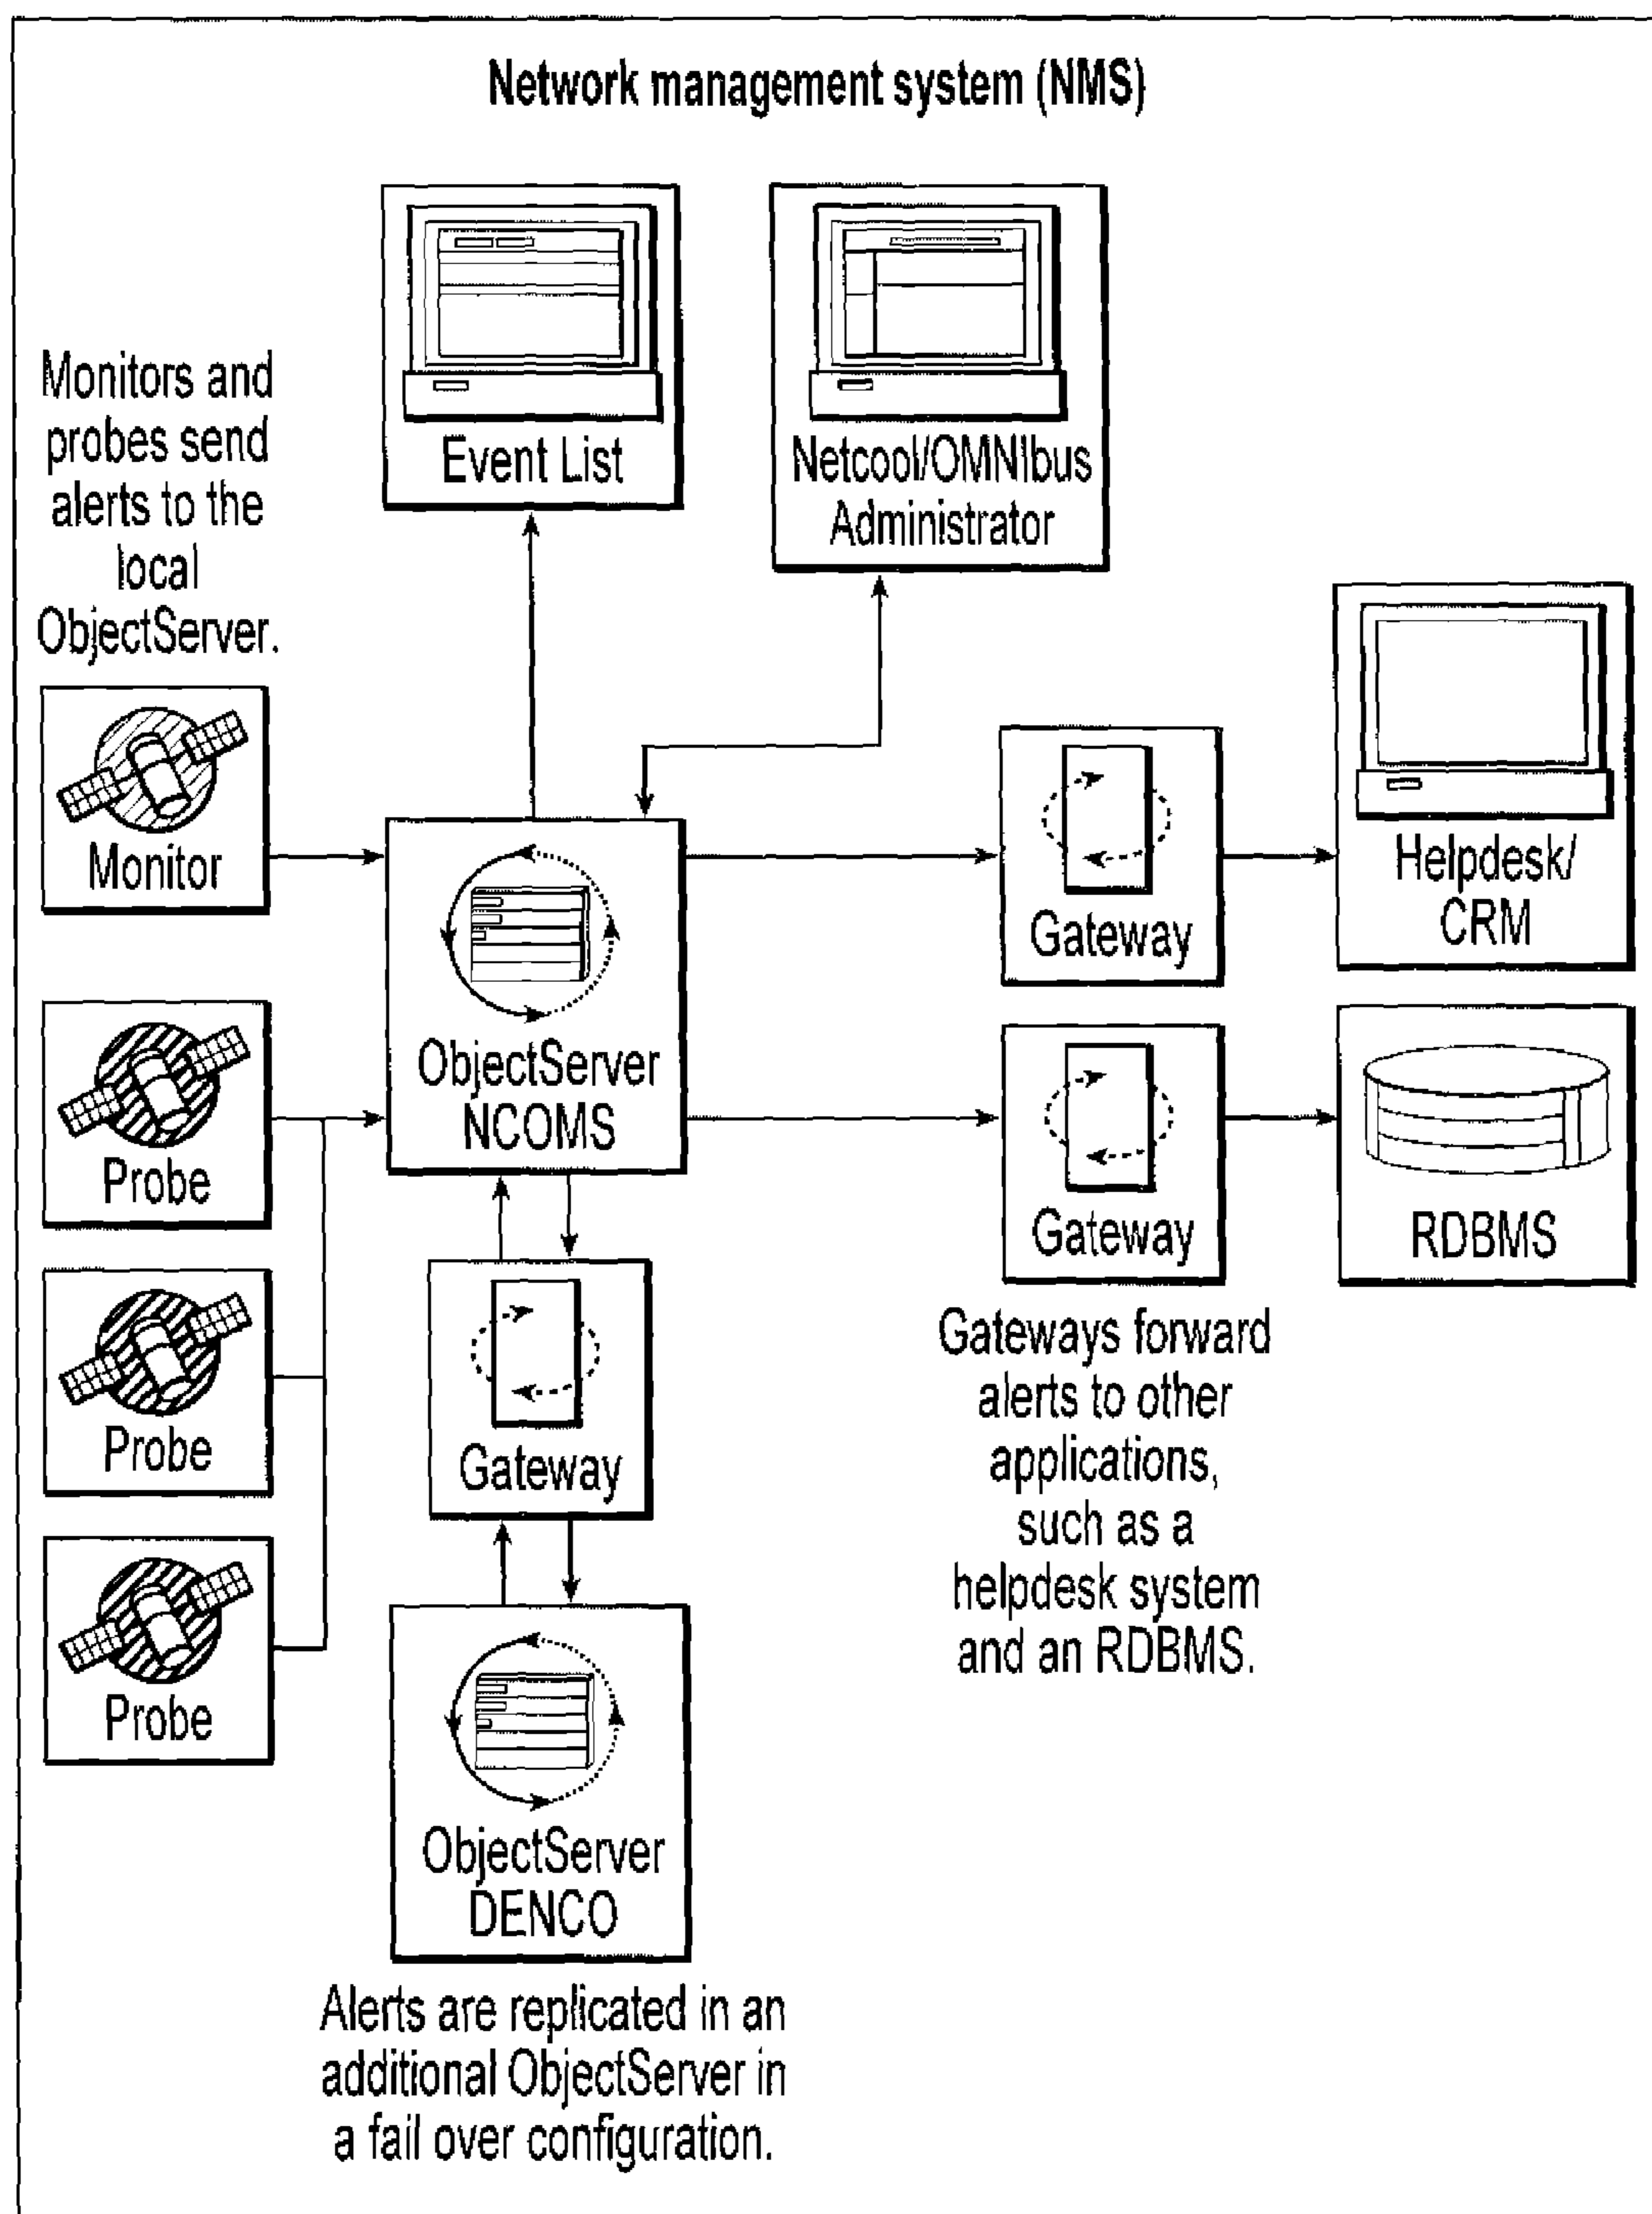 Network management system (NMS)
Event List
Netcool/OMNIbus
Administrator
Monitors and
probes send
alerts to the
local
ObjectServer.
Monitor
Probe
Probe
Probe
ObjectServer
NCOMS
Gateway
ObjectServer
DENCO
Alerts are replicated in an
additional ObjectServer in
a fail over configuration.
Gateway
Helpdesk/
CRM
Gateway
RDBMS
Gateways forward
alerts to other
applications,
such as a
helpdesk system
and an RDBMS.